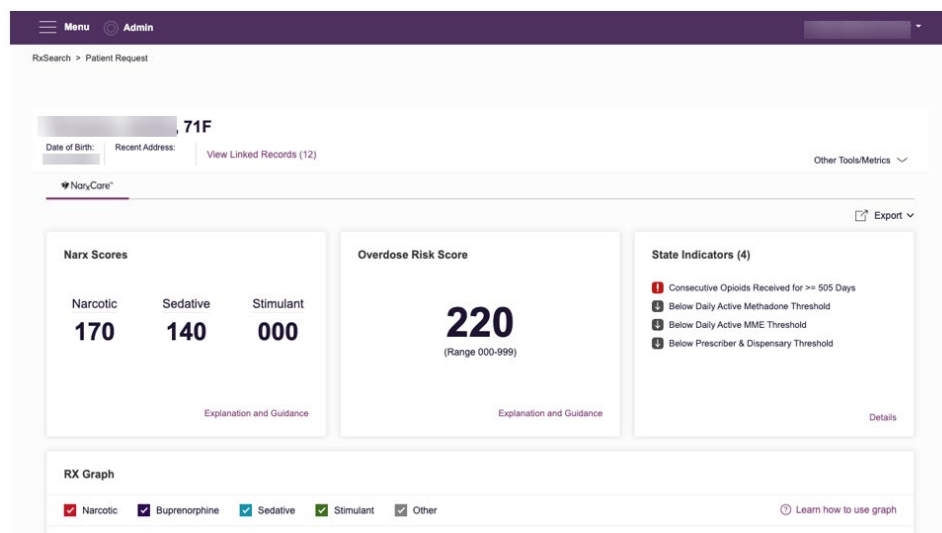 Menu Admin
RxSearch > Patient Request
, 71F
Date of Birth: Recent Address: View Linked Records (12)
Other Tools/Metrics
NarxCare™
Export
Narx Scores
Narcotic Sedative Stimulant
170 140 000
Explanation and Guidance
Overdose Risk Score
220
(Range 000-999)
Explanation and Guidance
State Indicators (4)
Consecutive Opioids Received for >= 505 Days
Below Daily Active Methadone Threshold
Below Daily Active MME Threshold
Below Prescriber & Dispensary Threshold
Details
RX Graph
Narcotic Buprenorphine Sedative Stimulant Other
Learn how to use graph